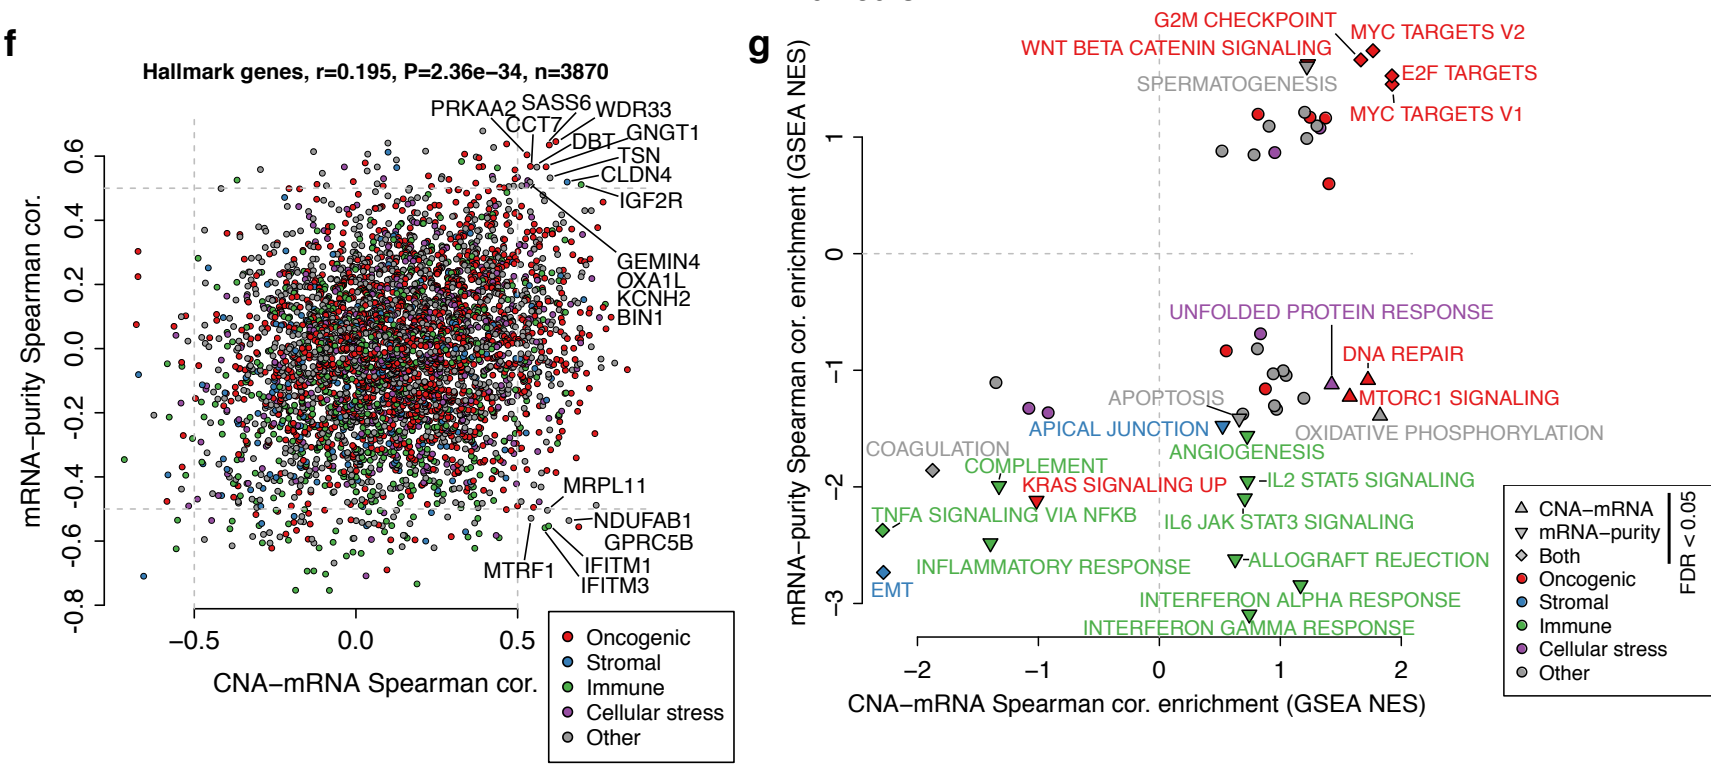 f
Hallmark genes, r=0.195, P=2.36e−34, n=3870
PRKAA2
SASS6
WDR33
CCT7
DBT
GNGT1
TSN
CLDN4
IGF2R
GEMIN4
OXA1L
KCNH2
BIN1
MRPL11
NDUFAB1
GPRC5B
MTRF1
IFITM1
IFITM3
mRNA−purity Spearman cor.
0.6
0.4
0.2
0.0
-0.2
-0.4
-0.6
-0.8
−0.5
0.0
0.5
CNA−mRNA Spearman cor.
Oncogenic
Stromal
Immune
Cellular stress
Other
g
G2M CHECKPOINT
MYC TARGETS V2
WNT BETA CATENIN SIGNALING
E2F TARGETS
SPERMATOGENESIS
MYC TARGETS V1
UNFOLDED PROTEIN RESPONSE
DNA REPAIR
APOPTOSIS
MTORC1 SIGNALING
APICAL JUNCTION
OXIDATIVE PHOSPHORYLATION
COAGULATION
ANGIOGENESIS
COMPLEMENT
KRAS SIGNALING UP
IL2 STAT5 SIGNALING
TNFA SIGNALING VIA NFKB
IL6 JAK STAT3 SIGNALING
INFLAMMATORY RESPONSE
ALLOGRAFT REJECTION
EMT
INTERFERON ALPHA RESPONSE
INTERFERON GAMMA RESPONSE
mRNA−purity Spearman cor. enrichment (GSEA NES)
1
0
−1
−2
−3
−2
−1
0
1
2
CNA−mRNA Spearman cor. enrichment (GSEA NES)
CNA−mRNA
mRNA−purity
Both
FDR < 0.05
Oncogenic
Stromal
Immune
Cellular stress
Other